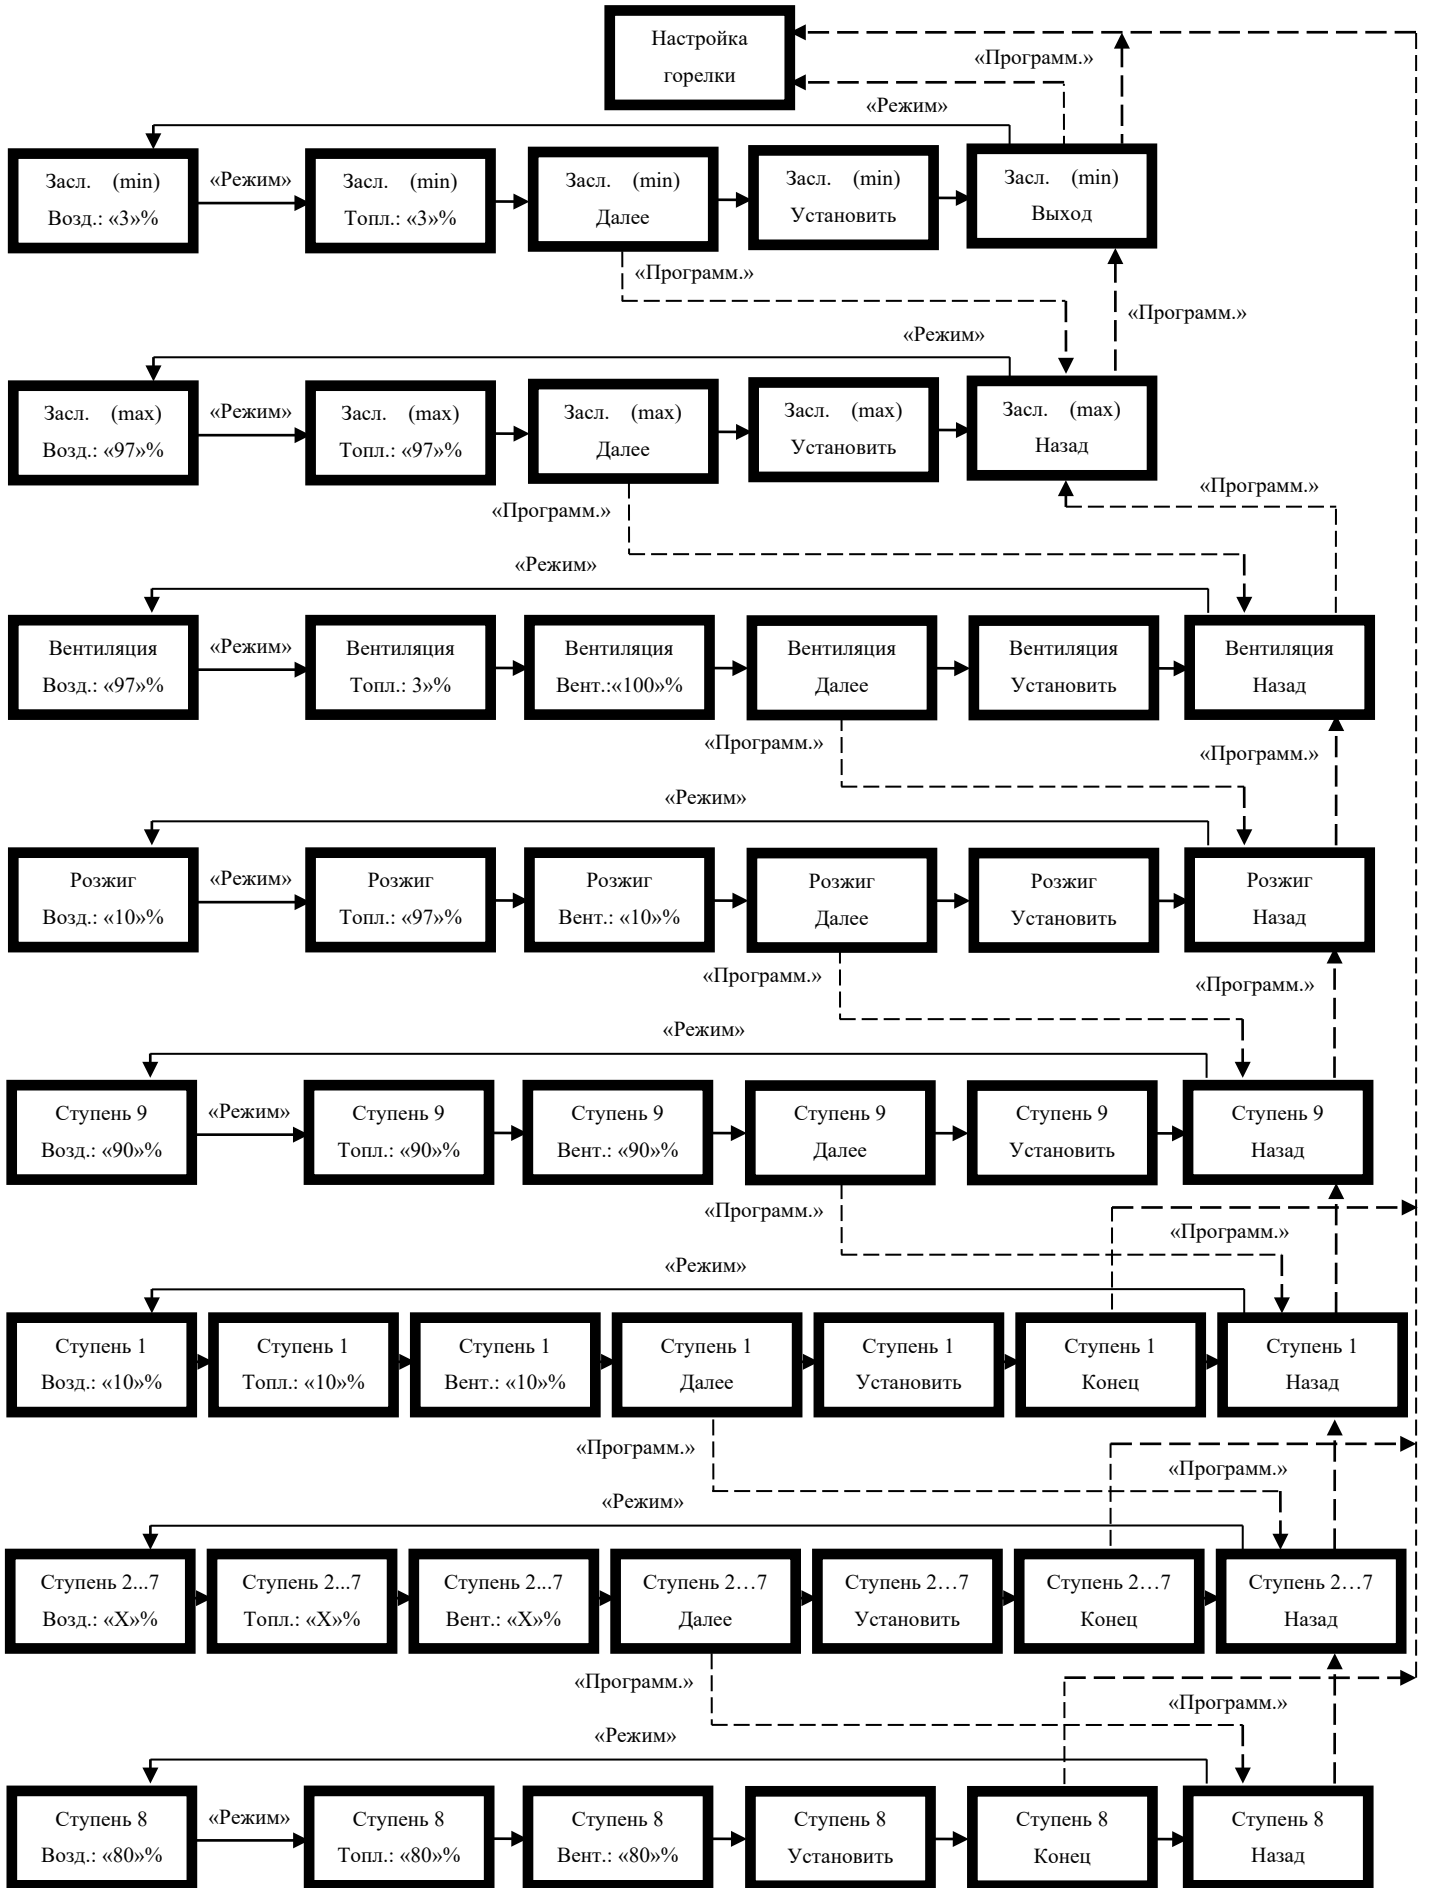 Настройка
горелки
«Программ.»
«Режим»
Засл. (min)
Возд.: «3»%
«Режим»
Засл. (min)
Топл.: «3»%
Засл. (min)
Далее
Засл. (min)
Установить
Засл. (min)
Выход
«Программ.»
«Программ.»
«Режим»
Засл. (max)
Возд.: «97»%
«Режим»
Засл. (max)
Топл.: «97»%
Засл. (max)
Далее
Засл. (max)
Установить
Засл. (max)
Назад
«Программ.»
«Программ.»
«Режим»
Вентиляция
Возд.: «97»%
«Режим»
Вентиляция
Топл.: 3»%
Вентиляция
Вент.:«100»%
Вентиляция
Далее
Вентиляция
Установить
Вентиляция
Назад
«Программ.»
«Программ.»
«Режим»
Розжиг
Возд.: «10»%
«Режим»
Розжиг
Топл.: «97»%
Розжиг
Вент.: «10»%
Розжиг
Далее
Розжиг
Установить
Розжиг
Назад
«Программ.»
«Программ.»
«Режим»
Ступень 9
Возд.: «90»%
«Режим»
Ступень 9
Топл.: «90»%
Ступень 9
Вент.: «90»%
Ступень 9
Далее
Ступень 9
Установить
Ступень 9
Назад
«Программ.»
«Программ.»
«Режим»
Ступень 1
Возд.: «10»%
Ступень 1
Топл.: «10»%
Ступень 1
Вент.: «10»%
Ступень 1
Далее
Ступень 1
Установить
Ступень 1
Конец
Ступень 1
Назад
«Программ.»
«Программ.»
«Режим»
Ступень 2...7
Возд.: «X»%
Ступень 2...7
Топл.: «X»%
Ступень 2...7
Вент.: «X»%
Ступень 2…7
Далее
Ступень 2…7
Установить
Ступень 2…7
Конец
Ступень 2…7
Назад
«Программ.»
«Программ.»
«Режим»
Ступень 8
Возд.: «80»%
«Режим»
Ступень 8
Топл.: «80»%
Ступень 8
Вент.: «80»%
Ступень 8
Установить
Ступень 8
Конец
Ступень 8
Назад